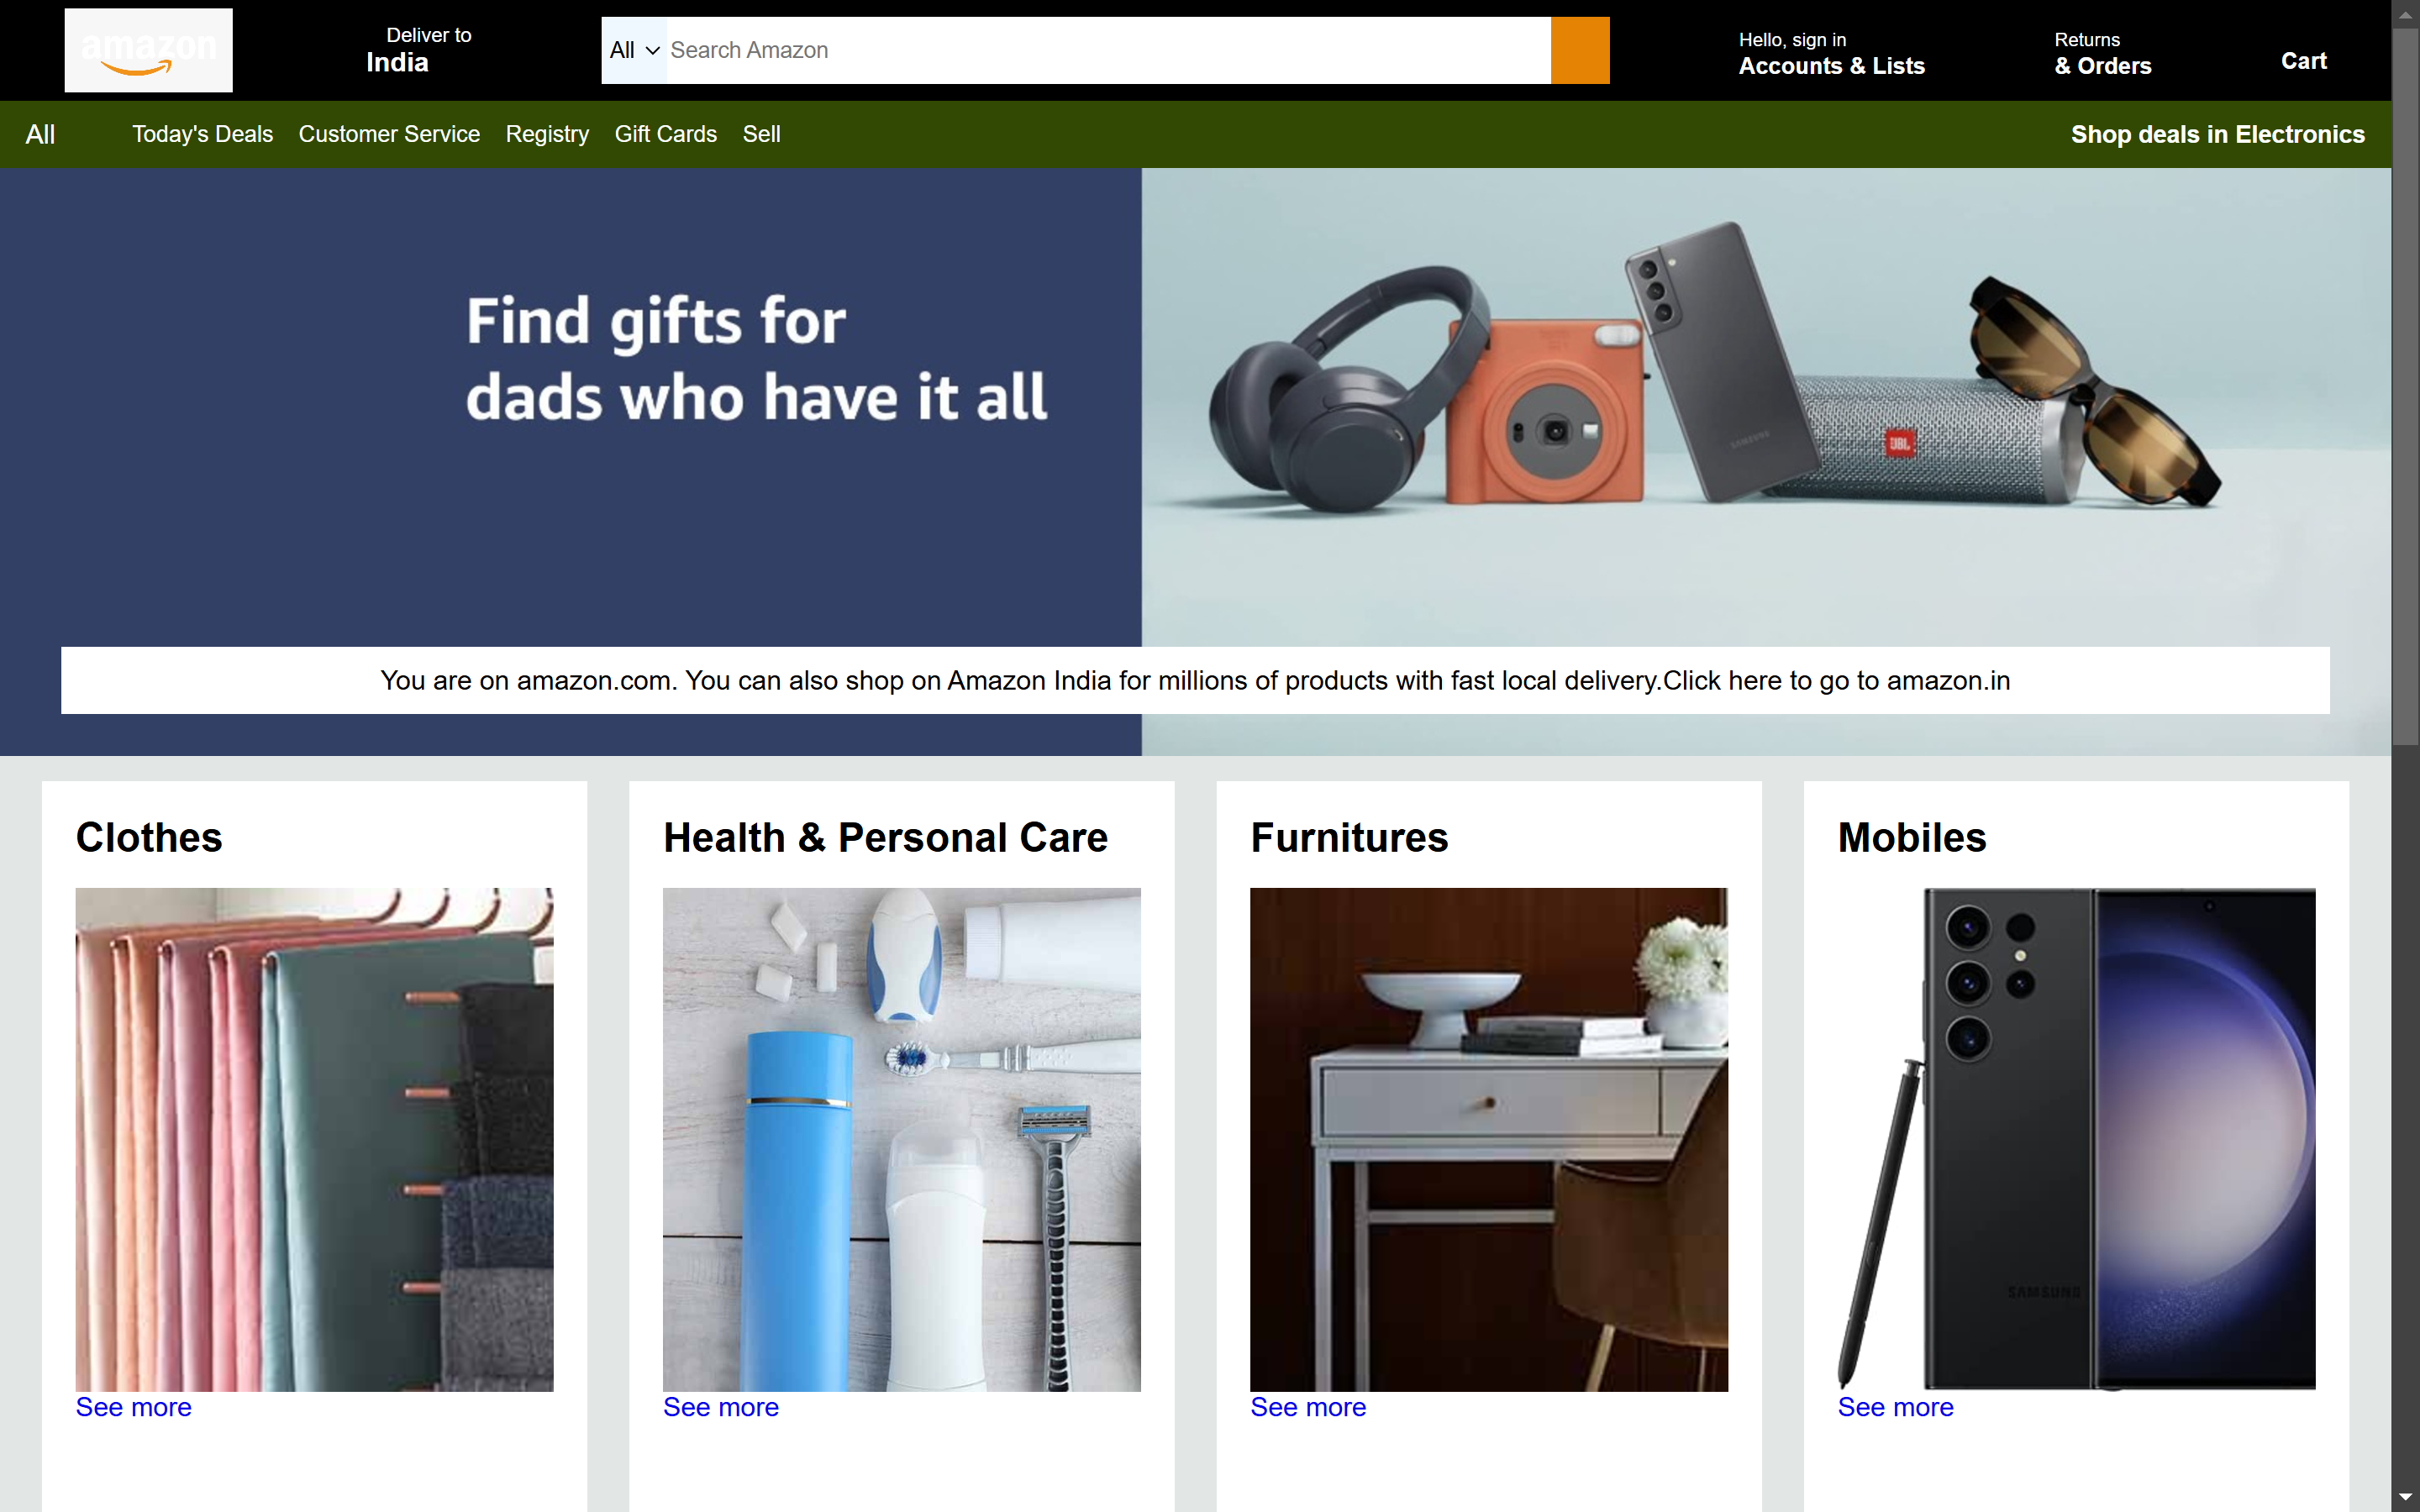 amazon
Deliver to
India
All
Search Amazon
Hello, sign in
Accounts & Lists
Returns
& Orders
Cart
All
Today's Deals
Customer Service
Registry
Gift Cards
Sell
Shop deals in Electronics
Find gifts for
dads who have it all
SAMSUNG
JBL
You are on amazon.com. You can also shop on Amazon India for millions of products with fast local delivery.Click here to go to amazon.in
Clothes
Health & Personal Care
Furnitures
Mobiles
SAMSUNG
See more
See more
See more
See more